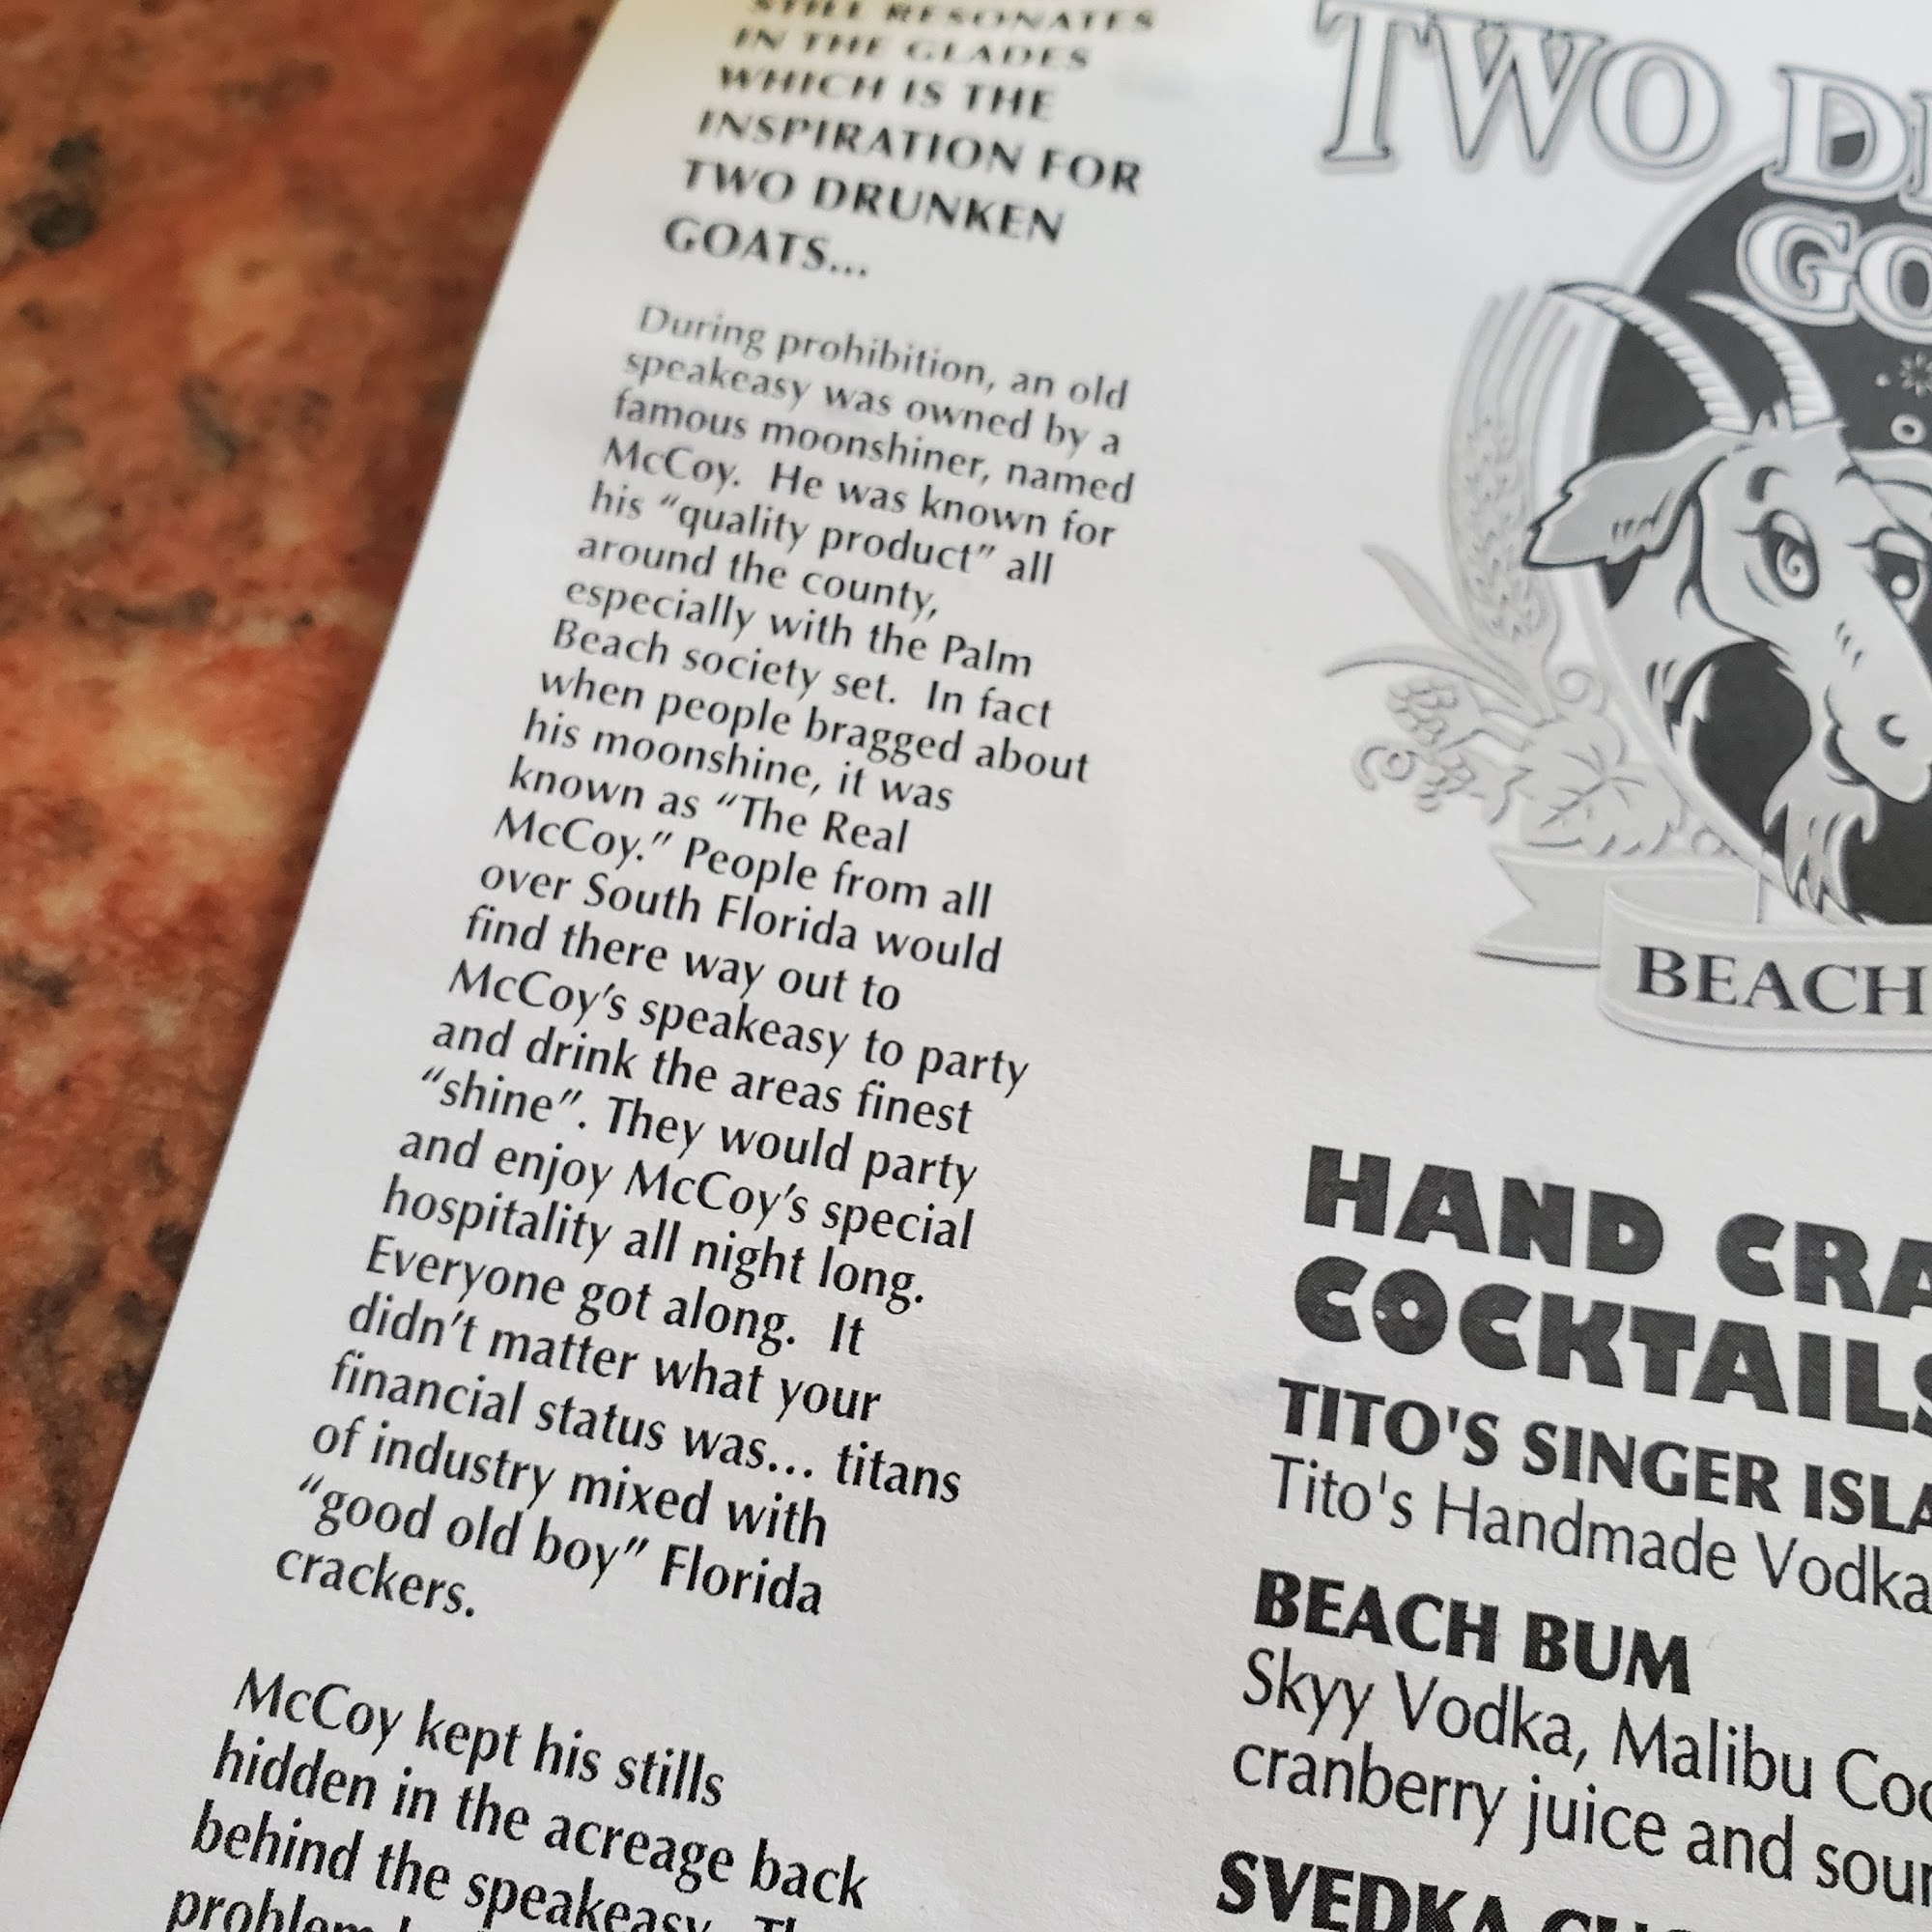 STILL RESONATES
IN THE GLADES
WHICH IS THE
INSPIRATION FOR
TWO DRUNKEN
GOATS...
During prohibition, an old
speakeasy was owned by a
famous moonshiner, named
McCoy. He was known for
his “quality product” all
around the county,
especially with the Palm
Beach society set. In fact
when people bragged about
his moonshine, it was
known as “The Real
McCoy.” People from all
over South Florida would
find there way out to
McCoy’s speakeasy to party
and drink the areas finest
“shine”. They would party
and enjoy McCoy’s special
hospitality all night long.
Everyone got along. It
didn’t matter what your
financial status was... titans
of industry mixed with
“good old boy” Florida
crackers.
McCoy kept his stills
hidden in the acreage back
behind the speakeasy.
TWO
BEACH
HAND
COCKTAILS
TITO'S SINGER
Tito's Handmade Vodka
BEACH BUM
Skyy Vodka, Malibu
cranberry juice and sour
SVEDKA